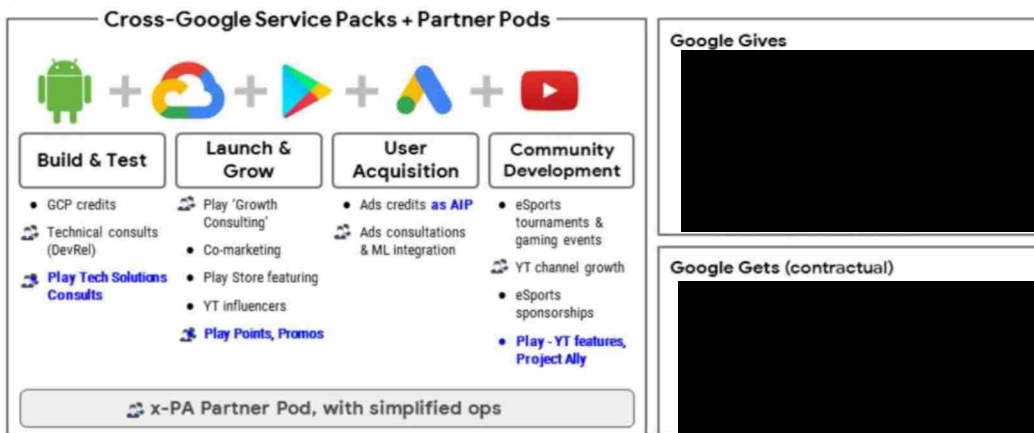 Cross-Google Service Packs + Partner Pods
Build & Test
• GCP credits
Technical consults
(DevRel)
Play Tech Solutions
Consults
Launch &
Grow
Play ‘Growth
Consulting’
• Co-marketing
• Play Store featuring
• YT influencers
Play Points, Promos
User
Acquisition
• Ads credits as AIP
Ads consultations
& ML integration
Community
Development
• eSports
tournaments &
gaming events
YT channel growth
• eSports
sponsorships
• Play - YT features,
Project Ally
x-PA Partner Pod, with simplified ops
Google Gives
Google Gets (contractual)